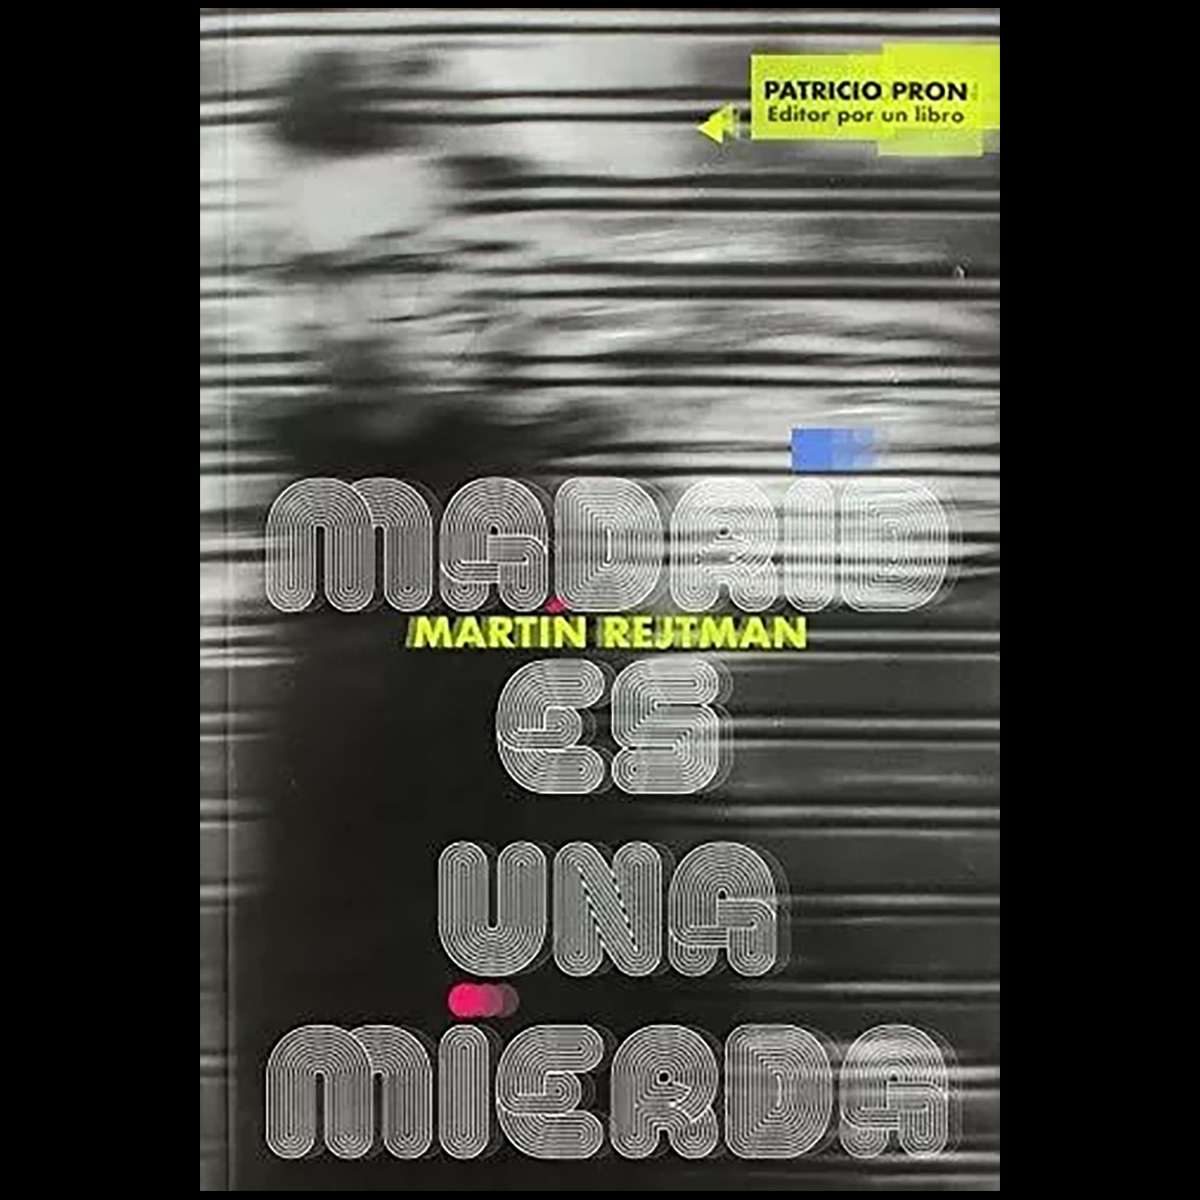 PATRICIO PRON
Editor por un libro
MADRID
MARTÍN REJTMAN
ES
UNA
MIERDA